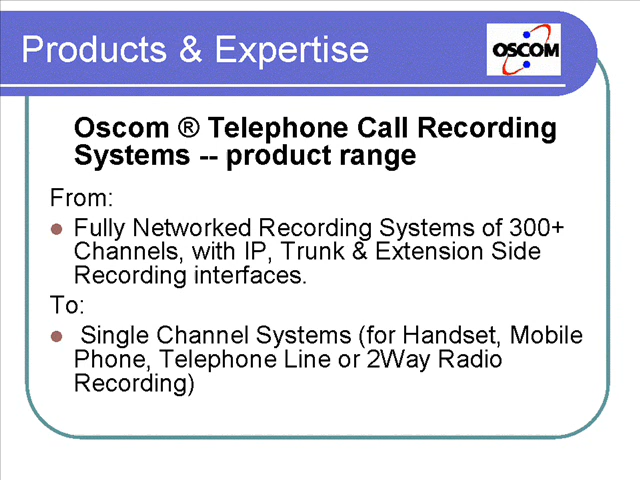 Products & Expertise
OSCOM
Oscom ® Telephone Call Recording
Systems -- product range
From:
Fully Networked Recording Systems of 300+
Channels, with IP, Trunk & Extension Side
Recording interfaces.
To:
Single Channel Systems (for Handset, Mobile
Phone, Telephone Line or 2Way Radio
Recording)